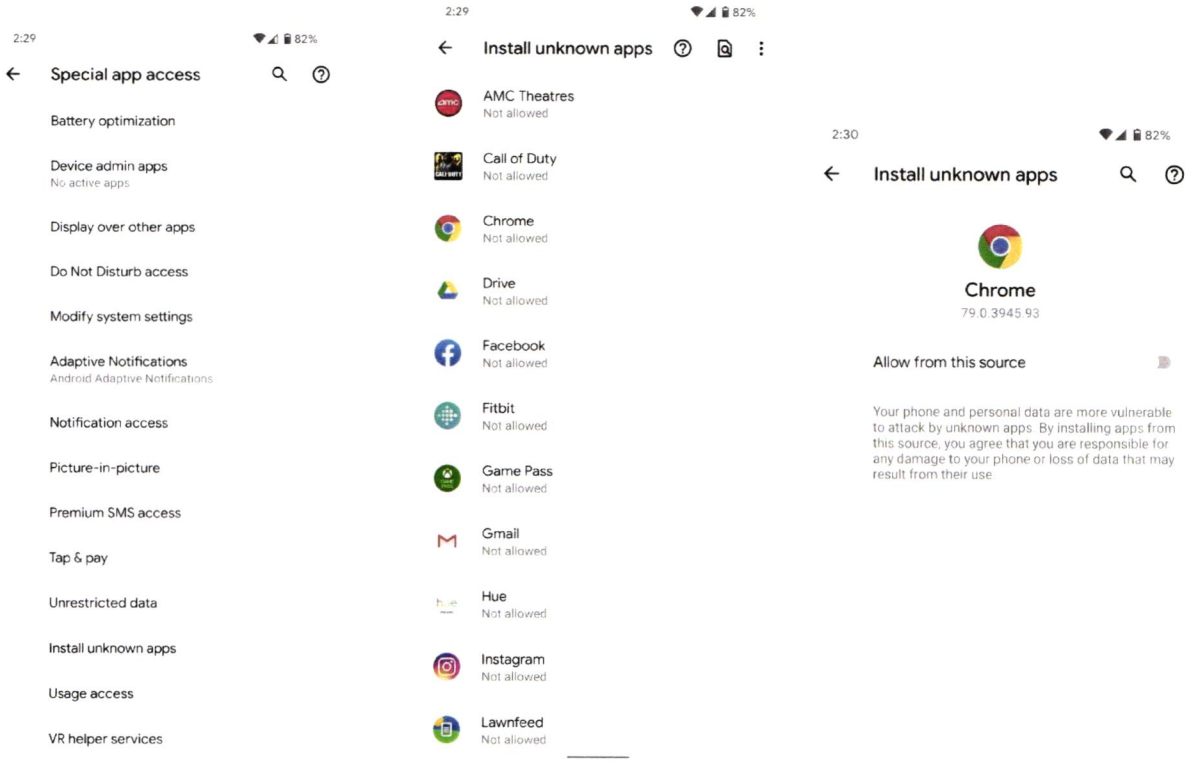 2:29
82%
Special app access
Battery optimization
Device admin apps
No active apps
Display over other apps
Do Not Disturb access
Modify system settings
Adaptive Notifications
Android Adaptive Notifications
Notification access
Picture-in-picture
Premium SMS access
Tap & pay
Unrestricted data
Install unknown apps
Usage access
VR helper services
2:29
82%
Install unknown apps
amc
AMC Theatres
Not allowed
CALL DUTY
Call of Duty
Not allowed
Chrome
Not allowed
Drive
Not allowed
Facebook
Not allowed
Fitbit
Not allowed
GAME PASS
Game Pass
Not allowed
Gmail
Not allowed
hue
Hue
Not allowed
Instagram
Not allowed
Lawnfeed
Not allowed
2:30
82%
Install unknown apps
Chrome
79.0.3945.93
Allow from this source
Your phone and personal data are more vulnerable
to attack by unknown apps. By installing apps from
this source, you agree that you are responsible for
any damage to your phone or loss of data that may
result from their use